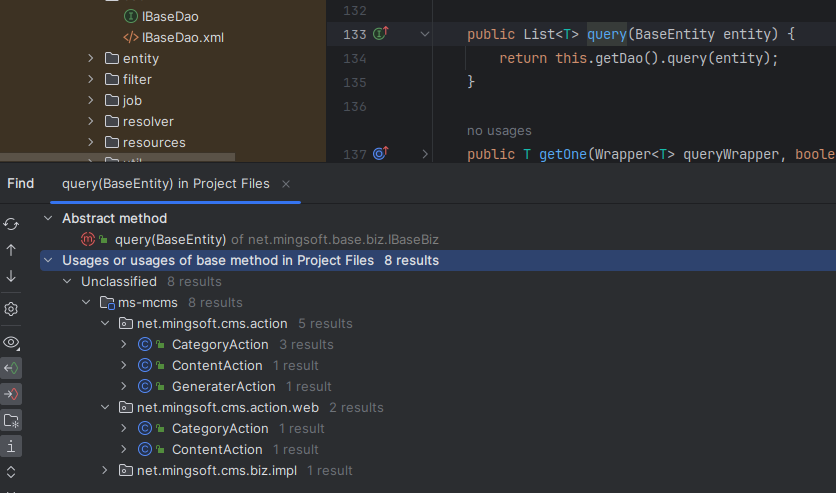 IBaseDao
IBaseDao.xml
entity
filter
job
resolver
resources
132
133 public List<T> query(BaseEntity entity) {
134 return this.getDao().query(entity);
135 }
136
no usages
137 public T getOne(Wrapper<T> queryWrapper, boole
Find query(BaseEntity) in Project Files
Abstract method
query(BaseEntity) of net.mingsoft.base.biz.IBaseBiz
Usages or usages of base method in Project Files 8 results
Unclassified 8 results
ms-mcms 8 results
net.mingsoft.cms.action 5 results
CategoryAction 3 results
ContentAction 1 result
GeneraterAction 1 result
net.mingsoft.cms.action.web 2 results
CategoryAction 1 result
ContentAction 1 result
net.mingsoft.cms.biz.impl 1 result